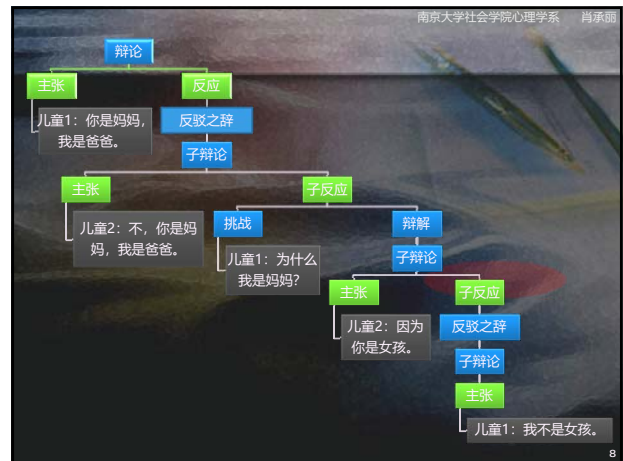 南京大学社会学院心理学系 肖承丽
辩论
主张
反应
儿童1：你是妈妈，
我是爸爸。
反驳之辞
子辩论
主张
子反应
儿童2：不，你是妈
妈，我是爸爸。
挑战
辩解
儿童1：为什么
我是妈妈？
子辩论
主张
子反应
儿童2：因为
你是女孩。
反驳之辞
子辩论
主张
儿童1：我不是女孩。
8